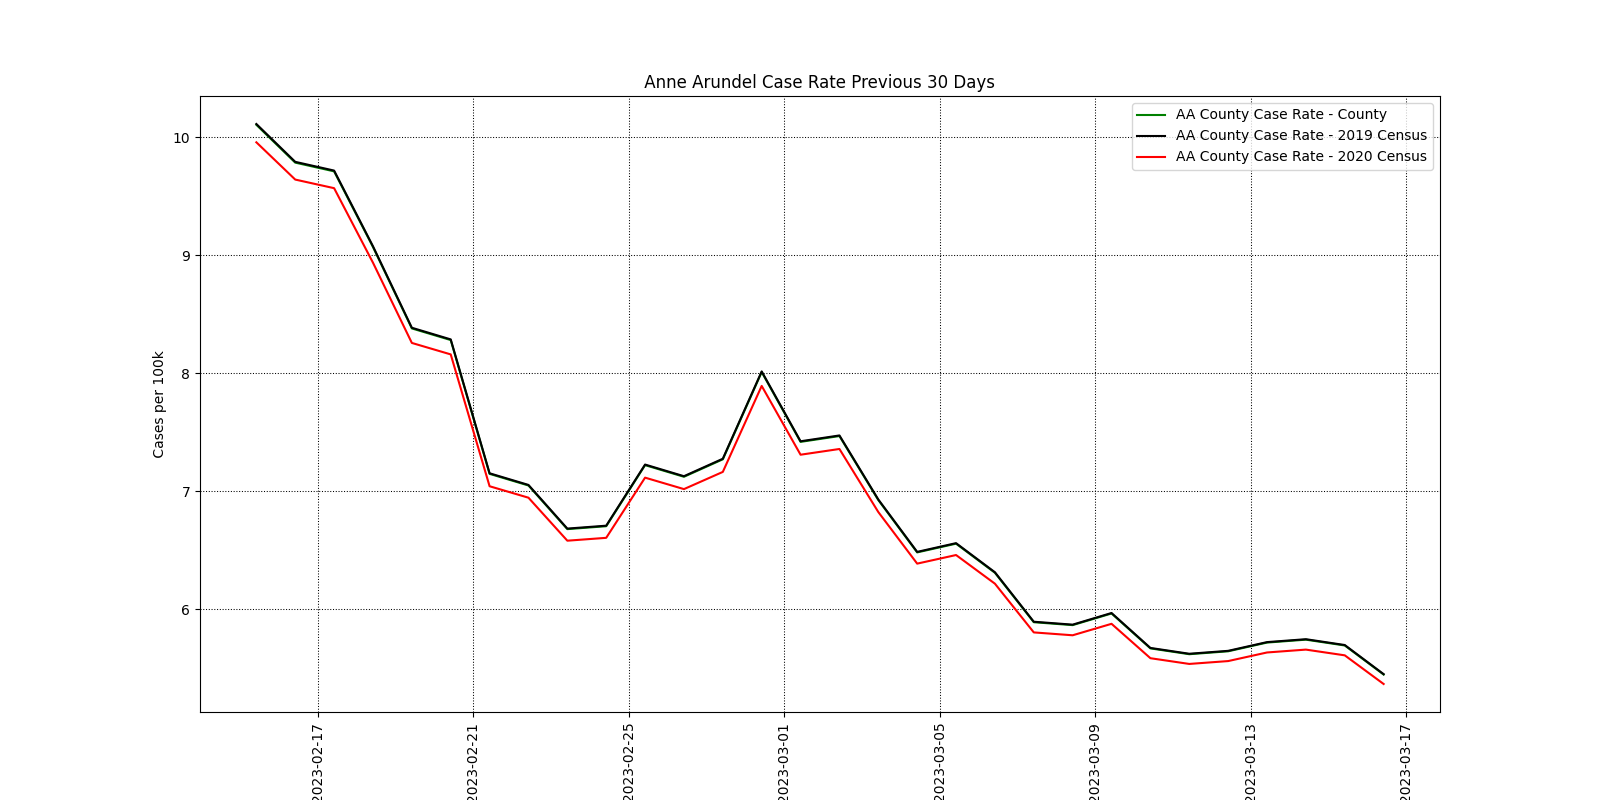 Anne Arundel Case Rate Previous 30 Days
AA County Case Rate - County
AA County Case Rate - 2019 Census
AA County Case Rate - 2020 Census
Cases per 100k
10
9
8
7
6
2023-02-17
2023-02-21
2023-02-25
2023-03-01
2023-03-05
2023-03-09
2023-03-13
2023-03-17